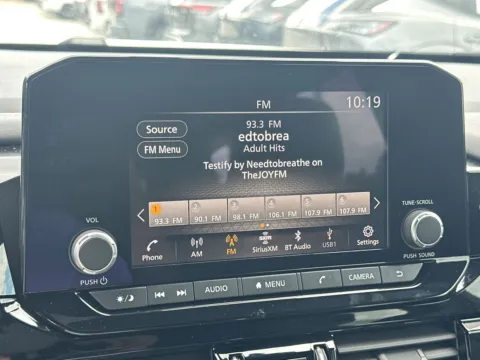 FM
10:19
Source
93.3 FM
edtobrea
FM Menu
Adult Hits
Testify by Needtobreathe on
TheJOYFM
1
93.3 FM
90.1 FM
98.1 FM
106.1 FM
107.9 FM
107.9 FM
VOL
TUNE·SCROLL
Phone
AM
FM
SiriusXM
BT Audio
USB1
Settings
PUSH
PUSH SOUND
AUDIO
MENU
CAMERA